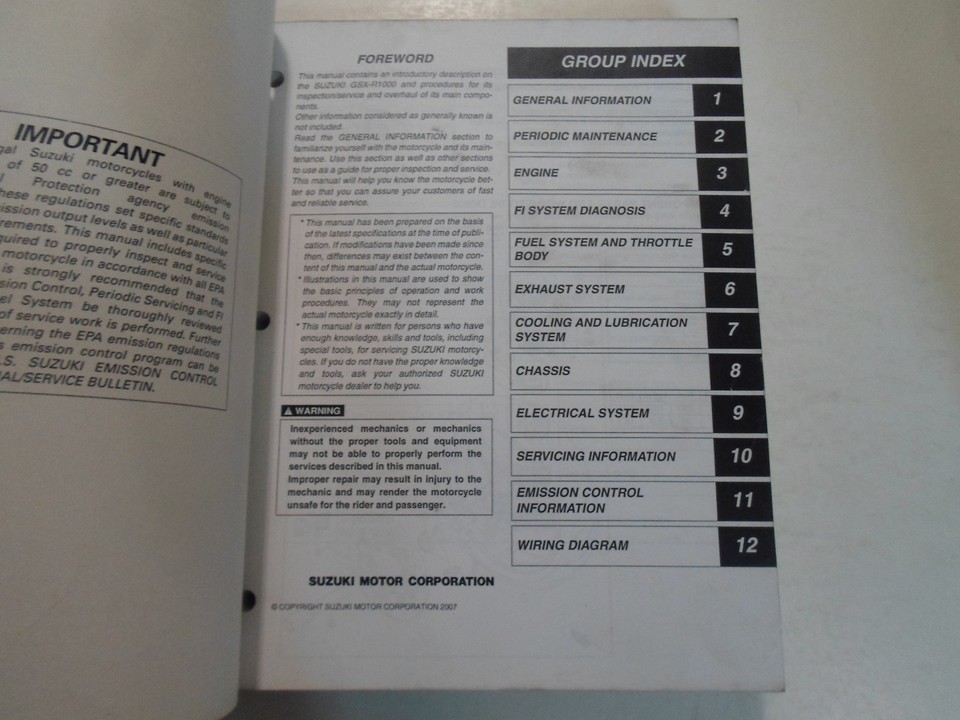 IMPORTANT
Suzuki motorcycles with engine
of 50 cc or greater are subject to
Protection agency emission
these regulations set specific standards
emission output levels as well as particular
requirements. This manual includes specific
required to properly inspect and service
motorcycle in accordance with all EPA
is strongly recommended that the
Emission Control, Periodic Servicing and FI
System be thoroughly reviewed
of service work is performed. Further
concerning the EPA emission regulations
emission control program can be
U.S. SUZUKI EMISSION CONTROL
MANUAL/SERVICE BULLETIN.
FOREWORD
This manual contains an introductory description on
the SUZUKI GSX-R1000 and procedures for its
inspection/service and overhaul of its main compo-
nents.
Other information considered as generally known is
not included.
Read the GENERAL INFORMATION section to
familiarize yourself with the motorcycle and its main-
tenance. Use this section as well as other sections
to use as a guide for proper inspection and service.
This manual will help you know the motorcycle bet-
ter so that you can assure your customers of fast
and reliable service.
* This manual has been prepared on the basis
of the latest specifications at the time of publi-
cation. If modifications have been made since
then, differences may exist between the con-
tent of this manual and the actual motorcycle.
* Illustrations in this manual are used to show
the basic principles of operation and work
procedures. They may not represent the
actual motorcycle exactly in detail.
* This manual is written for persons who have
enough knowledge, skills and tools, including
special tools, for servicing SUZUKI motorcy-
cles. If you do not have the proper knowledge
and tools, ask your authorized SUZUKI
motorcycle dealer to help you.
WARNING
Inexperienced mechanics or mechanics
without the proper tools and equipment
may not be able to properly perform the
services described in this manual.
Improper repair may result in injury to the
mechanic and may render the motorcycle
unsafe for the rider and passenger.
SUZUKI MOTOR CORPORATION
© COPYRIGHT SUZUKI MOTOR CORPORATION 2007
GROUP INDEX
GENERAL INFORMATION 1
PERIODIC MAINTENANCE 2
ENGINE 3
FI SYSTEM DIAGNOSIS 4
FUEL SYSTEM AND THROTTLE
BODY 5
EXHAUST SYSTEM 6
COOLING AND LUBRICATION
SYSTEM 7
CHASSIS 8
ELECTRICAL SYSTEM 9
SERVICING INFORMATION 10
EMISSION CONTROL
INFORMATION 11
WIRING DIAGRAM 12